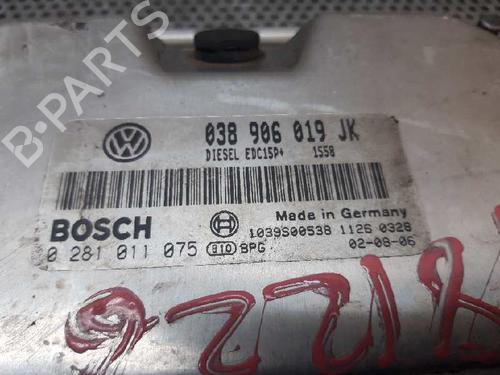 038 906 019 JK
DIESEL EDC15P+ 1558
BOSCH
Made in Germany
1039S00538 1126 0328
0 281 011 075 810 BPG 02-08-06
B-PARTS